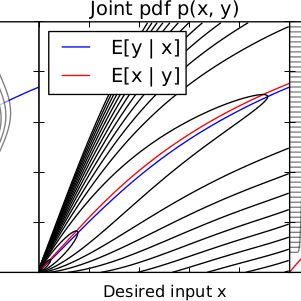 Joint pdf p(x, y)
E[y | x]
E[x | y]
Desired input x